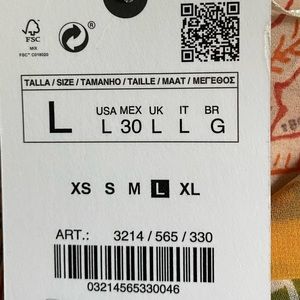 FSC
MIX
FSC® C018020
TALLA / SIZE / TAMANHO / TAILLE / MAAT / ΜΕΓΕΘΟΣ
L
USA MEX UK IT BR
L 30 L L G
XS S M L XL
ART.: 3214 / 565 / 330
03214565330046